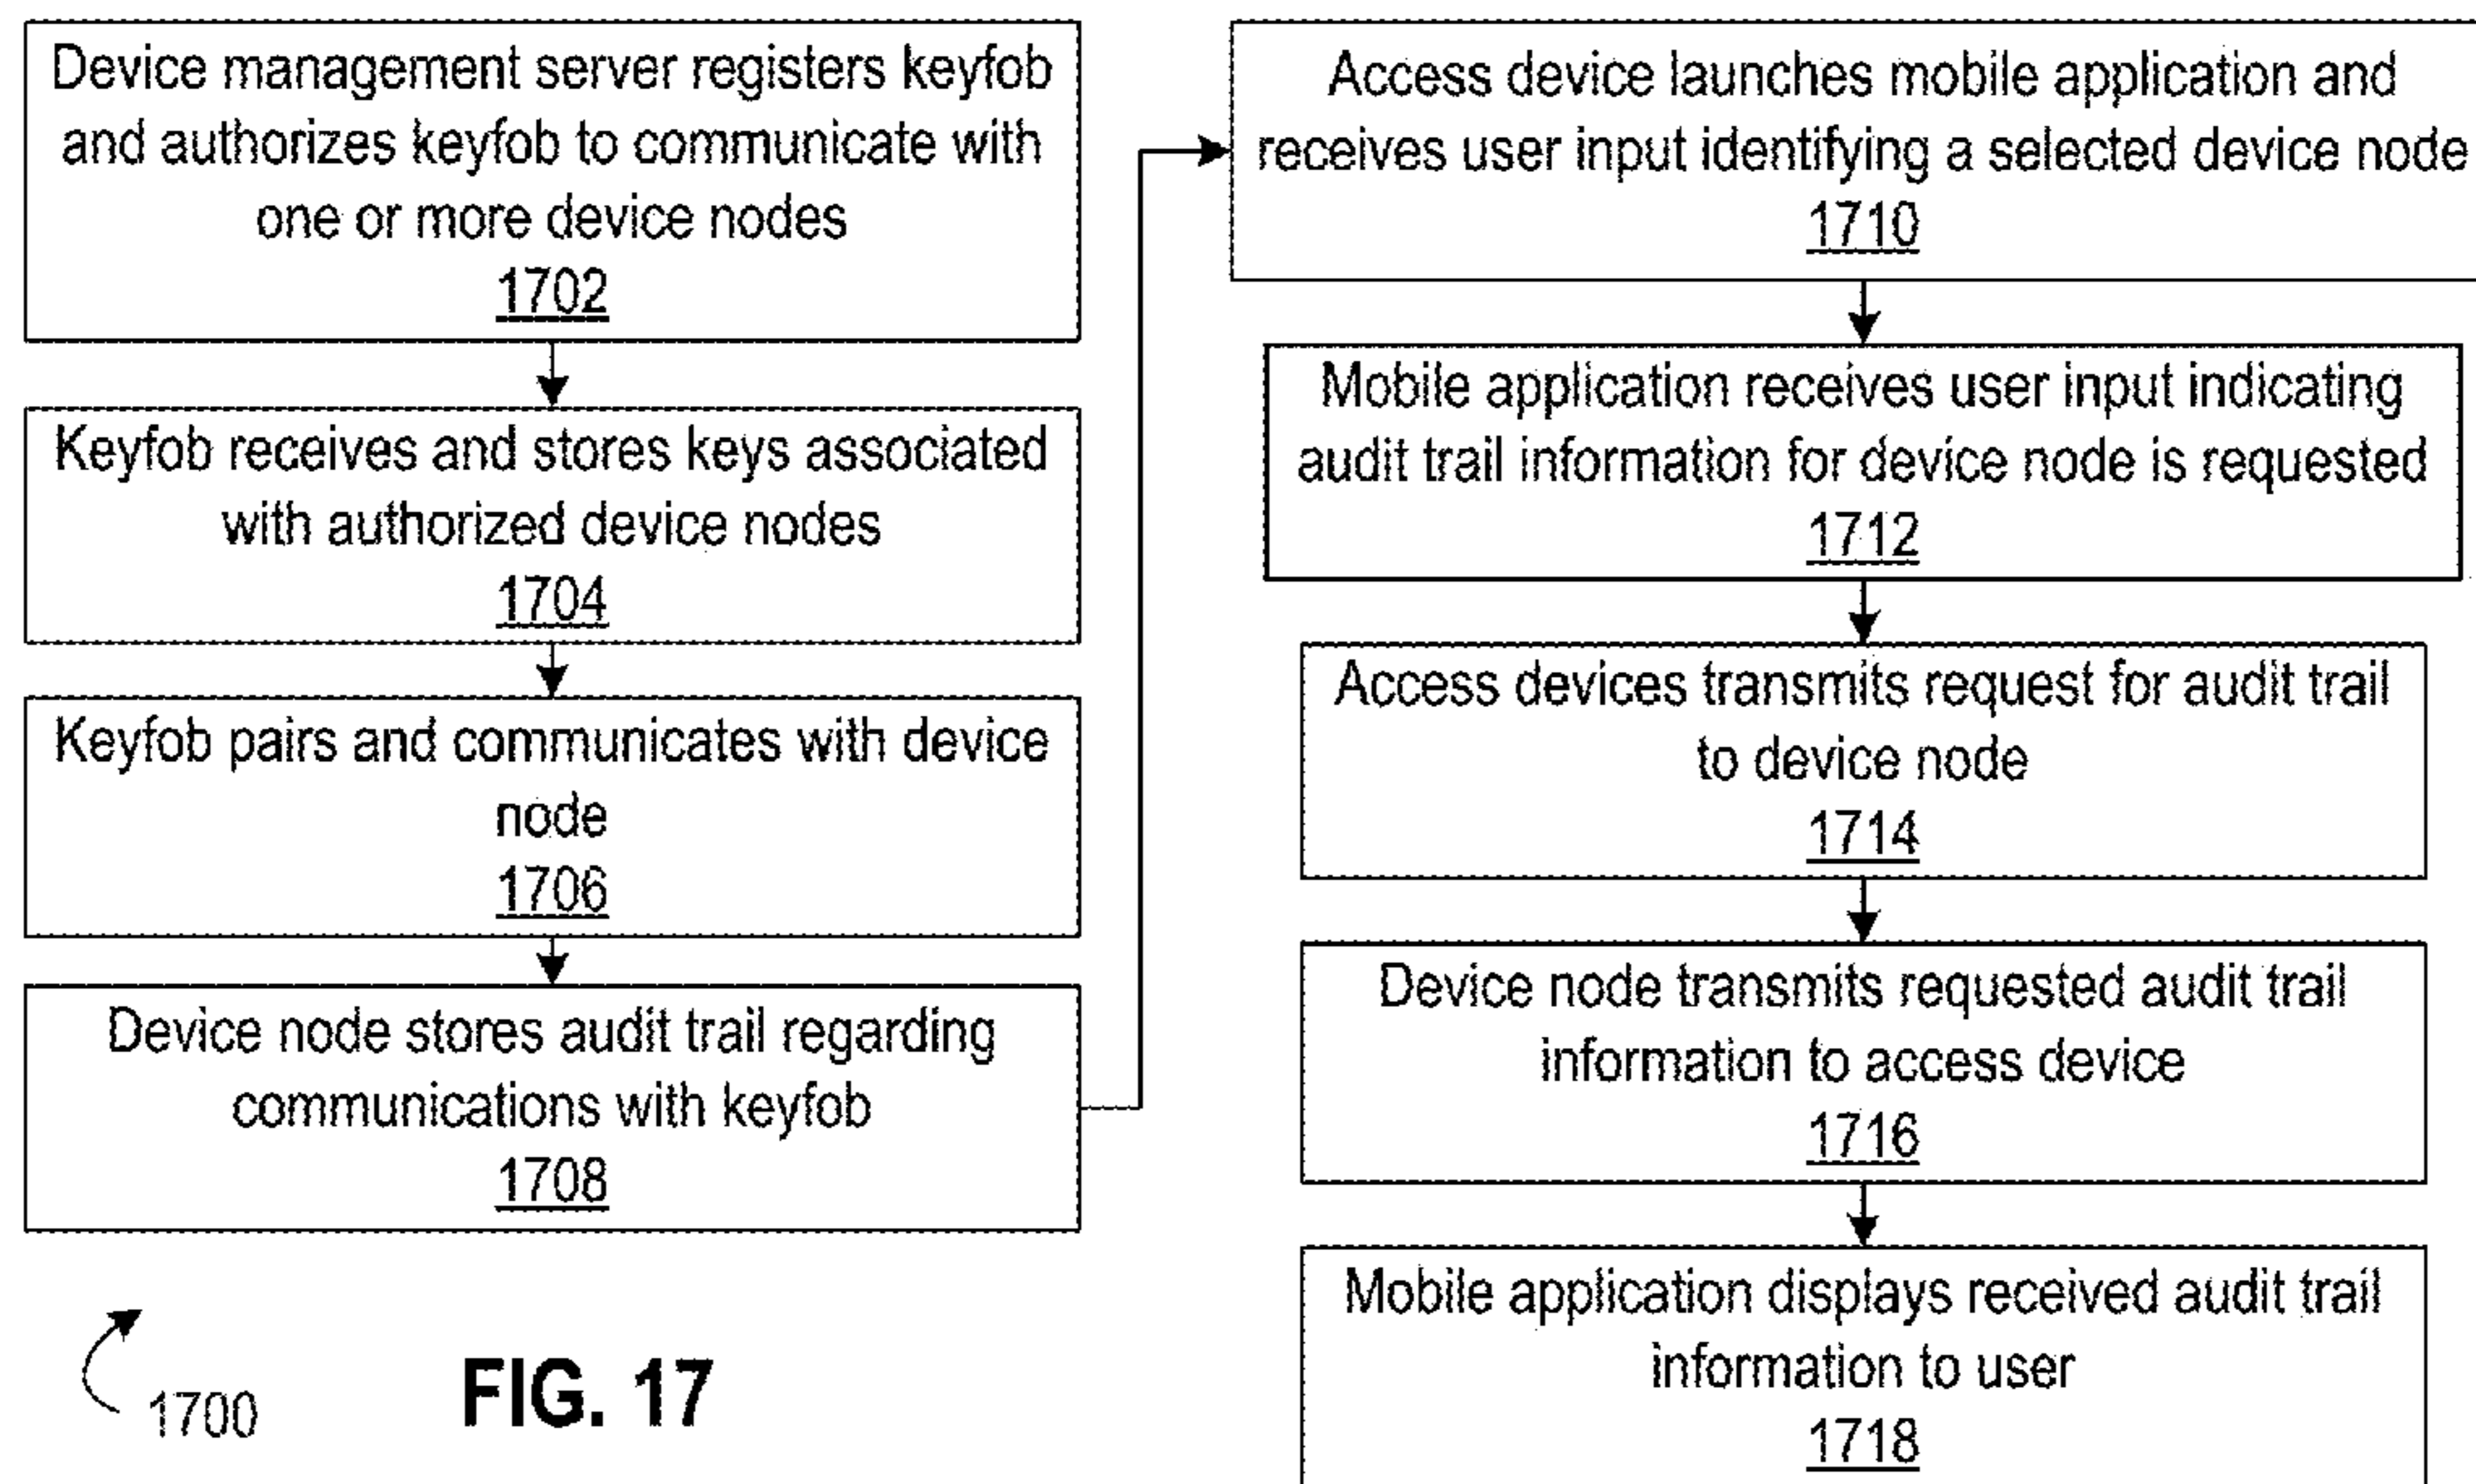 Device management server registers keyfob
and authorizes keyfob to communicate with
one or more device nodes
1702
Keyfob receives and stores keys associated
with authorized device nodes
1704
Keyfob pairs and communicates with device
node
1706
Device node stores audit trail regarding
communications with keyfob
1708
Access device launches mobile application and
receives user input identifying a selected device node
1710
Mobile application receives user input indicating
audit trail information for device node is requested
1712
Access devices transmits request for audit trail
to device node
1714
Device node transmits requested audit trail
information to access device
1716
Mobile application displays received audit trail
information to user
1718
1700
FIG. 17